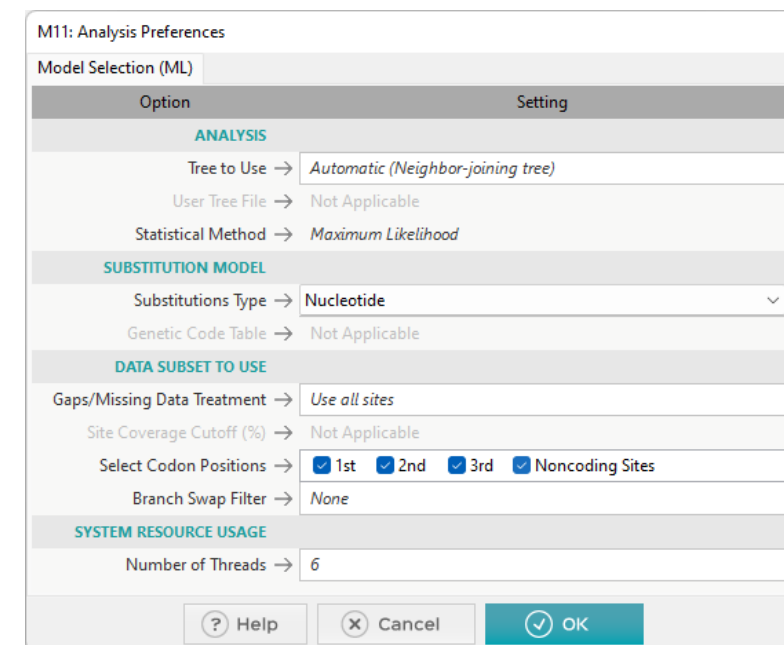 M11: Analysis Preferences
Model Selection (ML)
Option Setting
ANALYSIS
Tree to Use → Automatic (Neighbor-joining tree)
User Tree File → Not Applicable
Statistical Method → Maximum Likelihood
SUBSTITUTION MODEL
Substitutions Type → Nucleotide
Genetic Code Table → Not Applicable
DATA SUBSET TO USE
Gaps/Missing Data Treatment → Use all sites
Site Coverage Cutoff (%) → Not Applicable
Select Codon Positions → 1st 2nd 3rd Noncoding Sites
Branch Swap Filter → None
SYSTEM RESOURCE USAGE
Number of Threads → 6
? Help Cancel OK